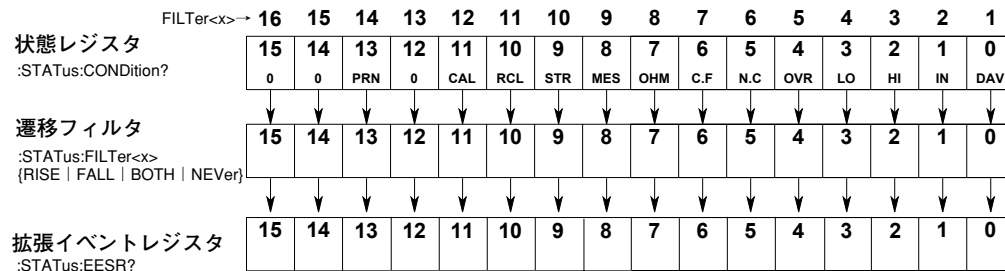 FILTer<x>→ 16 15 14 13 12 11 10 9 8 7 6 5 4 3 2 1
状態レジスタ 15 14 13 12 11 10 9 8 7 6 5 4 3 2 1 0
:STATus:CONDition? 0 0 PRN 0 CAL RCL STR MES OHM C.F N.C OVR LO HI IN DAV
遷移フィルタ 15 14 13 12 11 10 9 8 7 6 5 4 3 2 1 0
:STATus:FILTer<x>
{RISE | FALL | BOTH | NEVer}
拡張イベントレジスタ 15 14 13 12 11 10 9 8 7 6 5 4 3 2 1 0
:STATus:EESR?